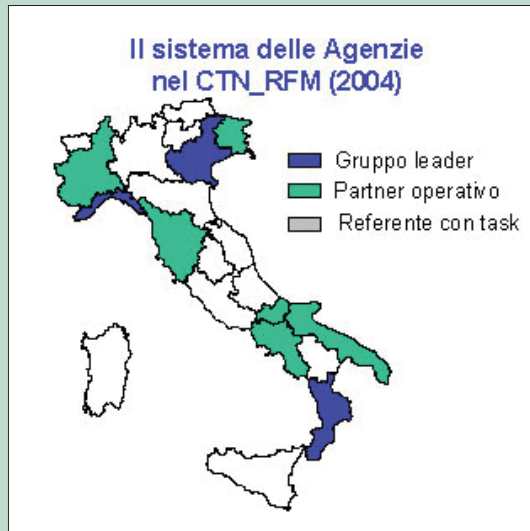 Il sistema delle Agenzie
nel CTN_RFM (2004)
Gruppo leader
Partner operativo
Referente con task